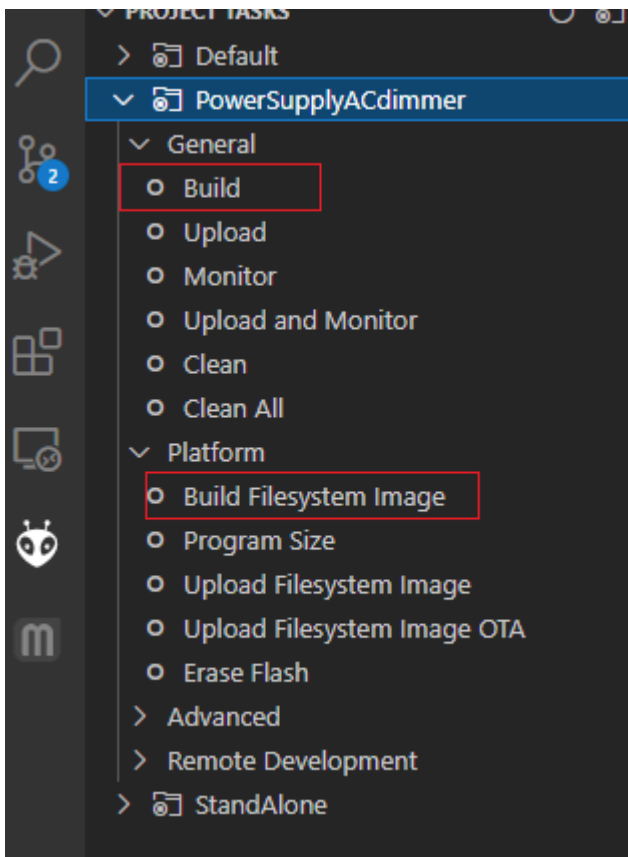 PROJECT TASKS
Default
PowerSupplyACdimmer
General
Build
Upload
Monitor
Upload and Monitor
Clean
Clean All
Platform
Build Filesystem Image
Program Size
Upload Filesystem Image
Upload Filesystem Image OTA
Erase Flash
Advanced
Remote Development
StandAlone
2
m